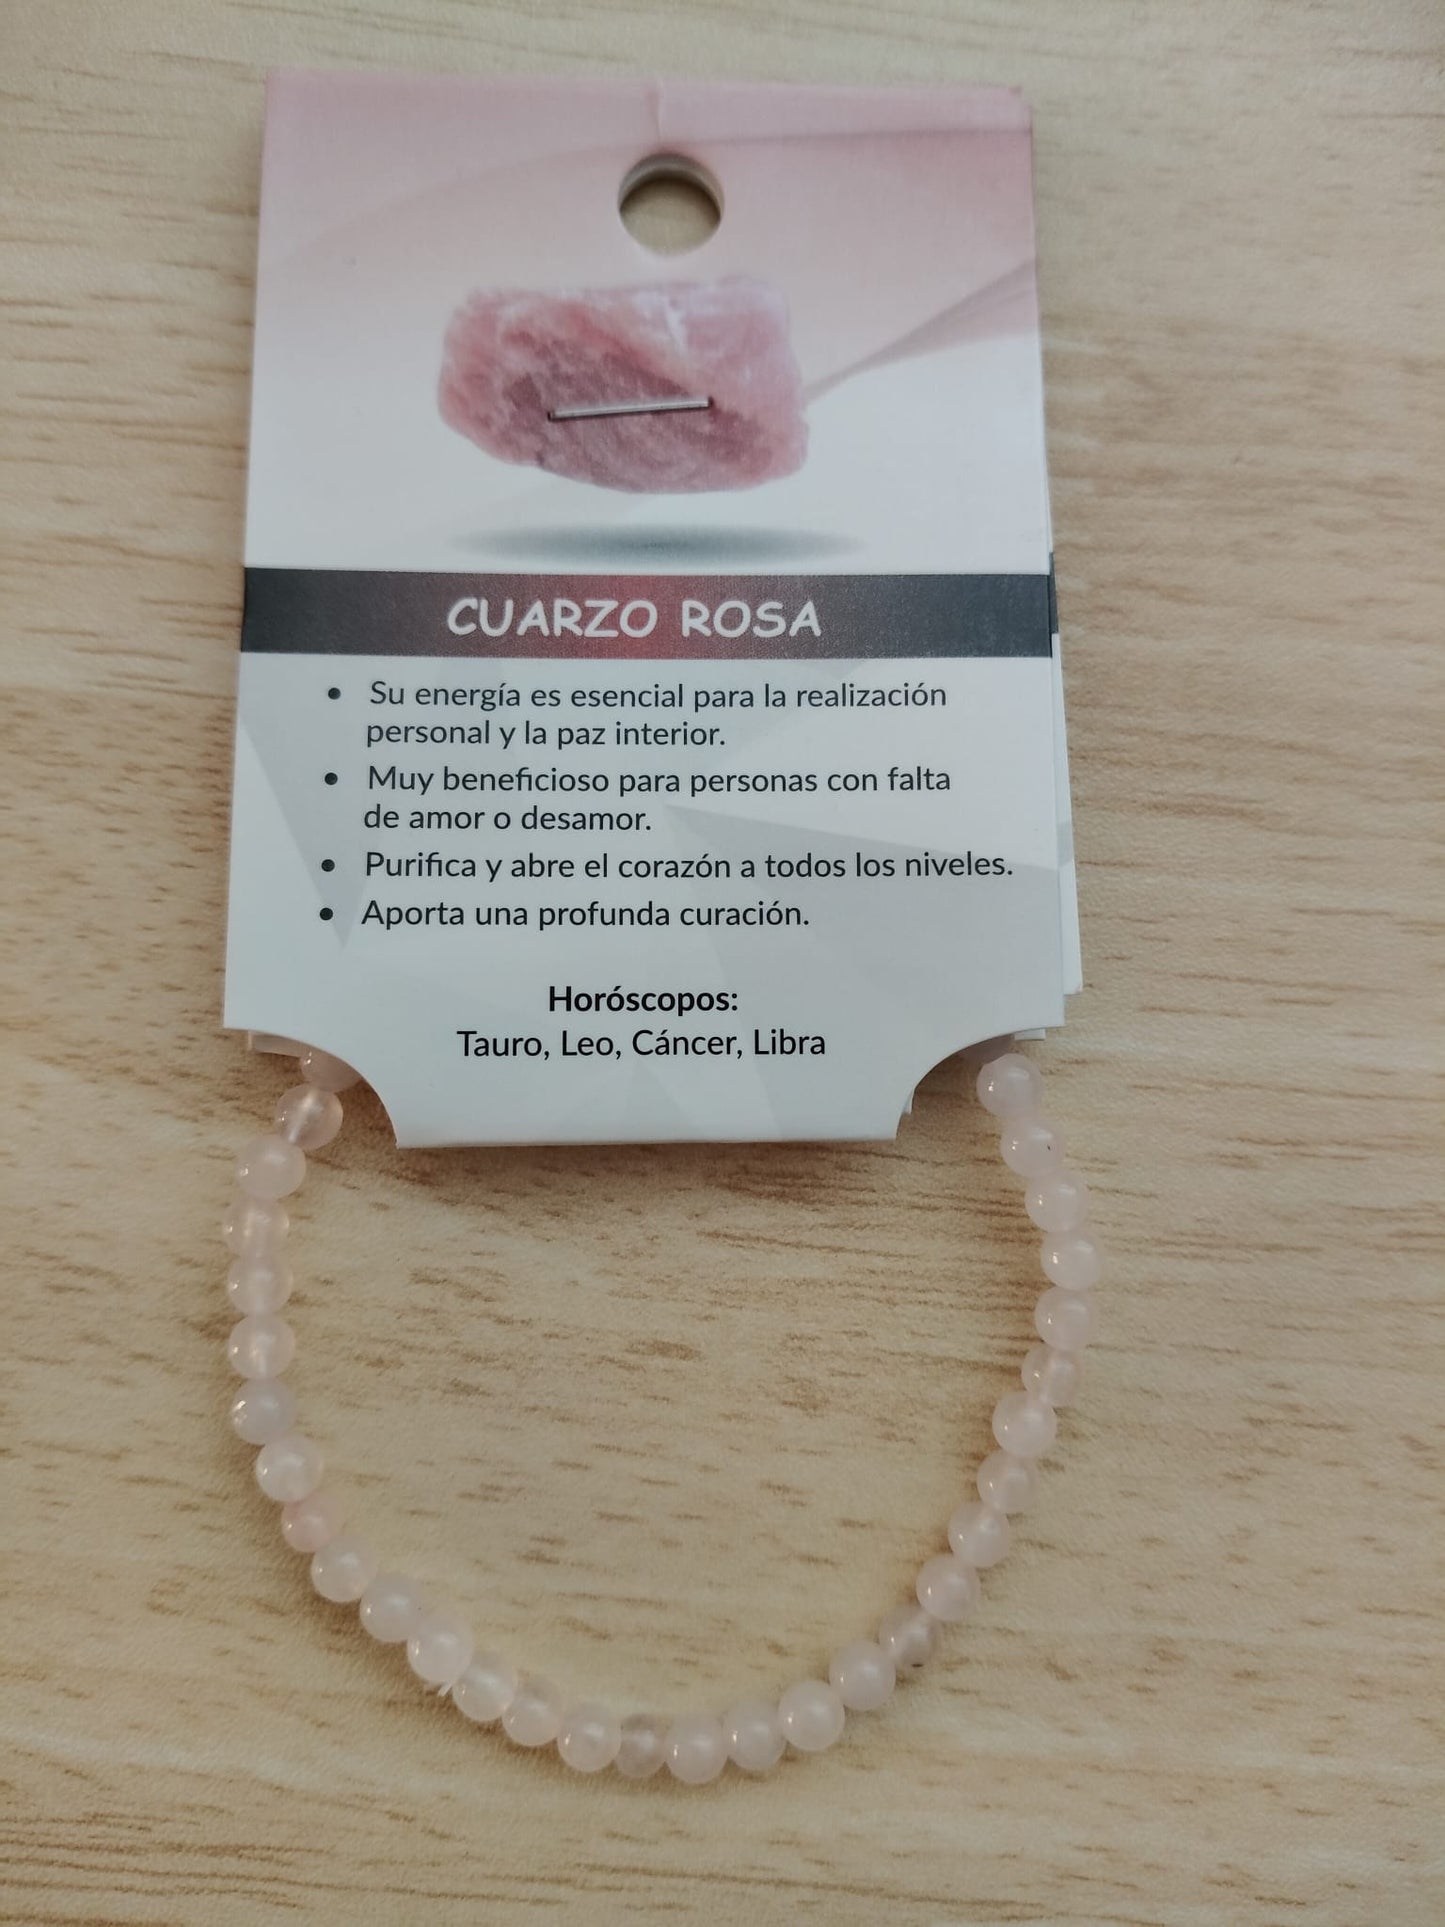 CUARZO ROSA
• Su energía es esencial para la realización
personal y la paz interior.
• Muy beneficioso para personas con falta
de amor o desamor.
• Purifica y abre el corazón a todos los niveles.
• Aporta una profunda curación.
Horóscopos:
Tauro, Leo, Cáncer, Libra